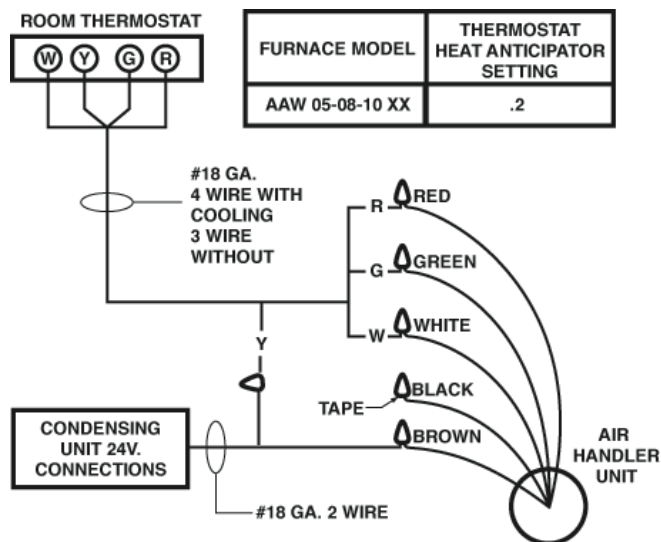 ROOM THERMOSTAT
W Y G R
FURNACE MODEL
THERMOSTAT
HEAT ANTICIPATOR
SETTING
AAW 05-08-10 XX
.2
#18 GA.
4 WIRE WITH
COOLING
3 WIRE
WITHOUT
R RED
G GREEN
W WHITE
Y
BLACK
TAPE
BROWN
CONDENSING
UNIT 24V.
CONNECTIONS
AIR
HANDLER
UNIT
#18 GA. 2 WIRE